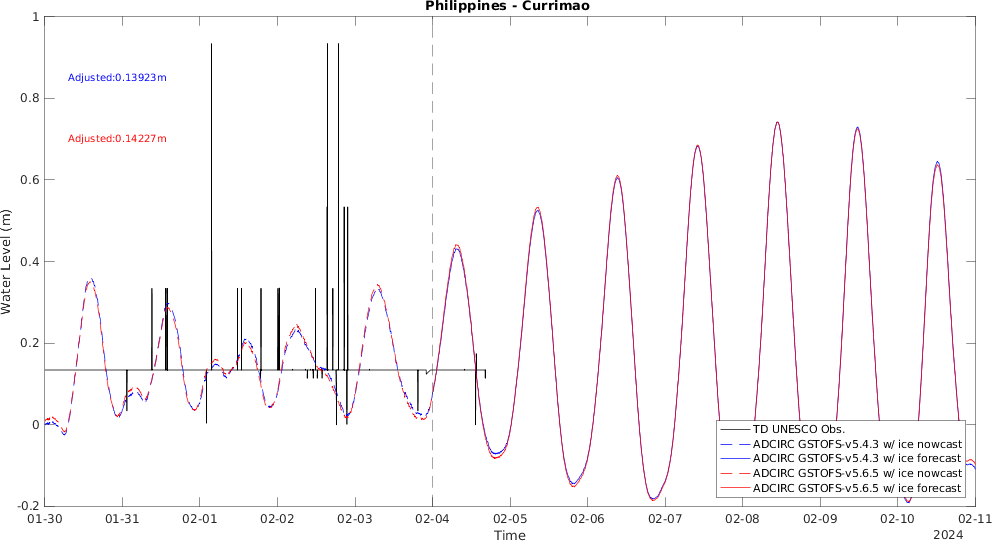 Philippines - Currimao
Water Level (m)
1
0.8
0.6
0.4
0.2
0
-0.2
Adjusted:0.13923m
Adjusted:0.14227m
TD UNESCO Obs.
ADCIRC GSTOFS-v5.4.3 w/ ice nowcast
ADCIRC GSTOFS-v5.4.3 w/ ice forecast
ADCIRC GSTOFS-v5.6.5 w/ ice nowcast
ADCIRC GSTOFS-v5.6.5 w/ ice forecast
01-30 01-31 02-01 02-02 02-03 02-04 02-05 02-06 02-07 02-08 02-09 02-10 02-11
Time
2024